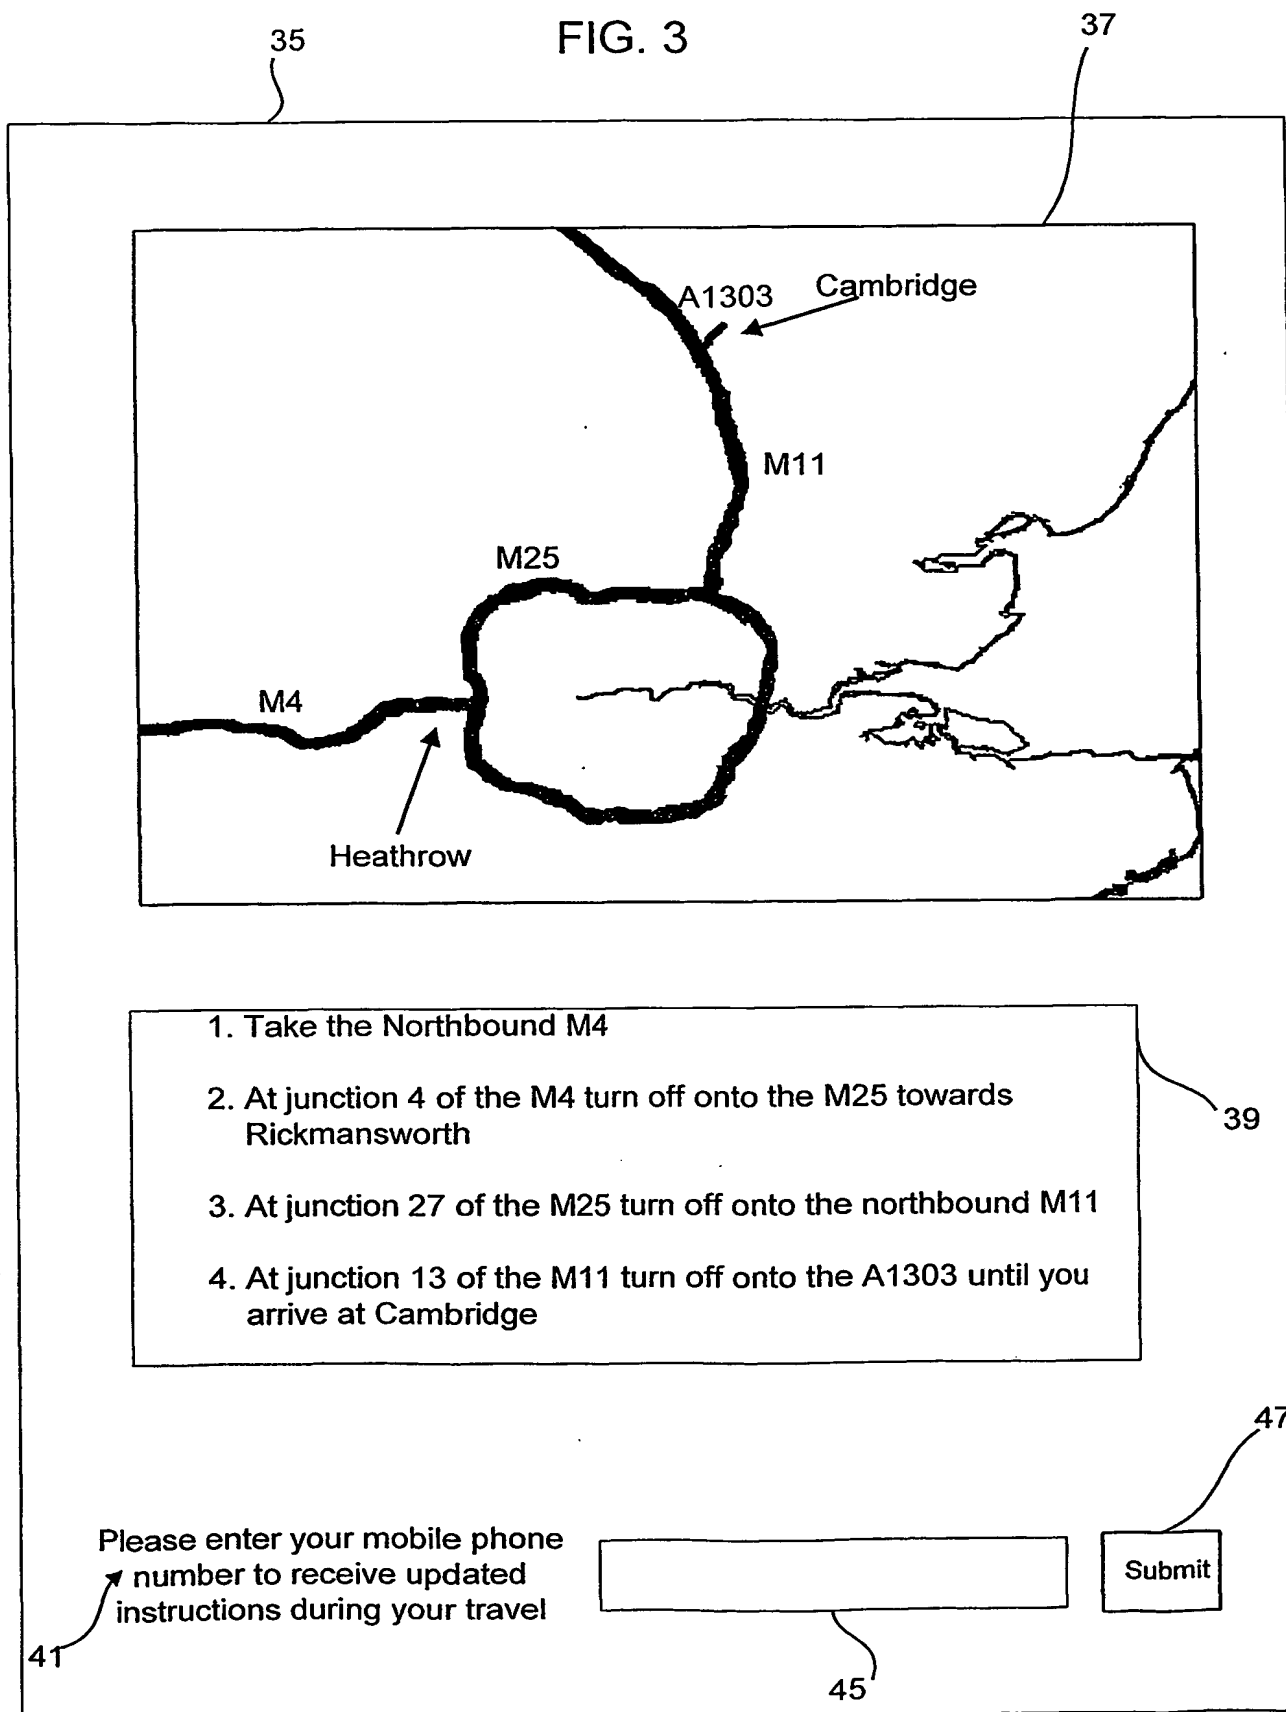 FIG. 3
35
37
A1303
Cambridge
M11
M25
M4
Heathrow
1. Take the Northbound M4
2. At junction 4 of the M4 turn off onto the M25 towards
Rickmansworth
3. At junction 27 of the M25 turn off onto the northbound M11
4. At junction 13 of the M11 turn off onto the A1303 until you
arrive at Cambridge
39
47
Please enter your mobile phone
number to receive updated
instructions during your travel
Submit
41
45